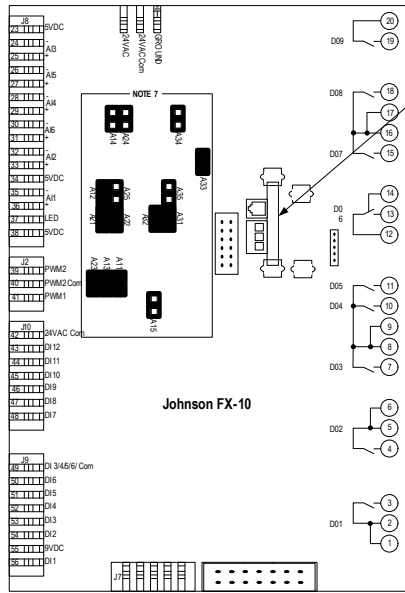 J8
23 5VDC
24 -
AI3
25 +
26 -
AI5
27 +
28 -
AI4
29 +
30 -
AI6
31 +
32 -
AI2
33 +
34 5VDC
35 -
AI1
36 +
37 LED
38 5VDC
J2
39 PWM2
40 PWM2 Com
41 PWM1
J10
42 24VAC Com
43 DI12
44 DI11
45 DI10
46 DI9
47 DI8
48 DI7
J9
49 DI 3/4/5/6/ Com
50 DI6
51 DI5
52 DI4
53 DI3
54 DI2
55 9VDC
56 DI1
24VAC
24VAC Com
GROUND
NOTE 7
A14
A24
A34
A33
A12
A25
A21
A22
A35
A32
A31
A23
A13
A11
A15
Johnson FX-10
J7
20
D09
19
D08
18
17
16
D07
15
14
D0
6
13
12
D05
11
D04
10
9
8
D03
7
6
D02
5
4
3
D01
2
1